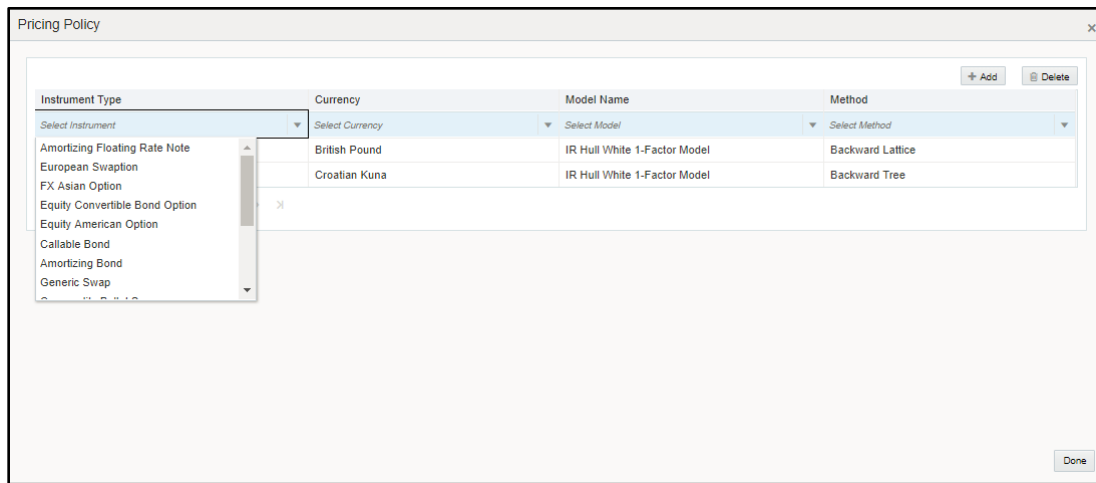 Pricing Policy
Add Delete
Instrument Type Currency Model Name Method
Select Instrument Select Currency Select Model Select Method
Amortizing Floating Rate Note British Pound IR Hull White 1-Factor Model Backward Lattice
European Swaption
FX Asian Option Croatian Kuna IR Hull White 1-Factor Model Backward Tree
Equity Convertible Bond Option
Equity American Option
Callable Bond
Amortizing Bond
Generic Swap
Done